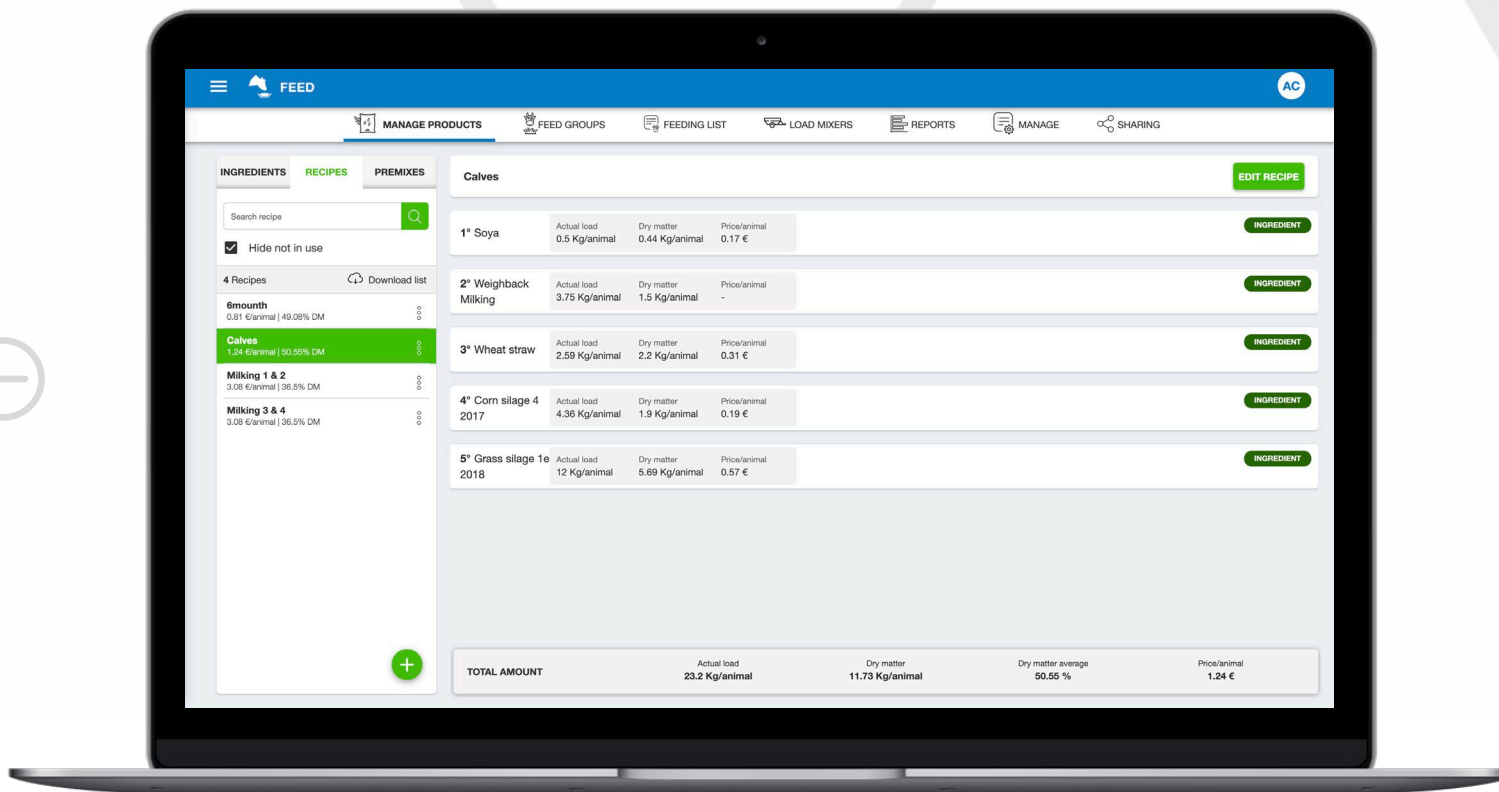 FEED
AC
MANAGE PRODUCTS
FEED GROUPS
FEEDING LIST
LOAD MIXERS
REPORTS
MANAGE
SHARING
INGREDIENTS RECIPES PREMIXES
Search recipe
Hide not in use
4 Recipes Download list
6mounth
0.81 €/animal | 49.08% DM
Calves
1.24 €/animal | 50.55% DM
Milking 1 & 2
3.08 €/animal | 36.5% DM
Milking 3 & 4
3.08 €/animal | 36.5% DM
Calves
EDIT RECIPE
1° Soya
Actual load Dry matter Price/animal
0.5 Kg/animal 0.44 Kg/animal 0.17 €
INGREDIENT
2° Weighback
Milking
Actual load Dry matter Price/animal
3.75 Kg/animal 1.5 Kg/animal -
INGREDIENT
3° Wheat straw
Actual load Dry matter Price/animal
2.59 Kg/animal 2.2 Kg/animal 0.31 €
INGREDIENT
4° Corn silage 4
2017
Actual load Dry matter Price/animal
4.36 Kg/animal 1.9 Kg/animal 0.19 €
INGREDIENT
5° Grass silage 1e
2018
Actual load Dry matter Price/animal
12 Kg/animal 5.69 Kg/animal 0.57 €
INGREDIENT
TOTAL AMOUNT
Actual load Dry matter Dry matter average Price/animal
23.2 Kg/animal 11.73 Kg/animal 50.55 % 1.24 €